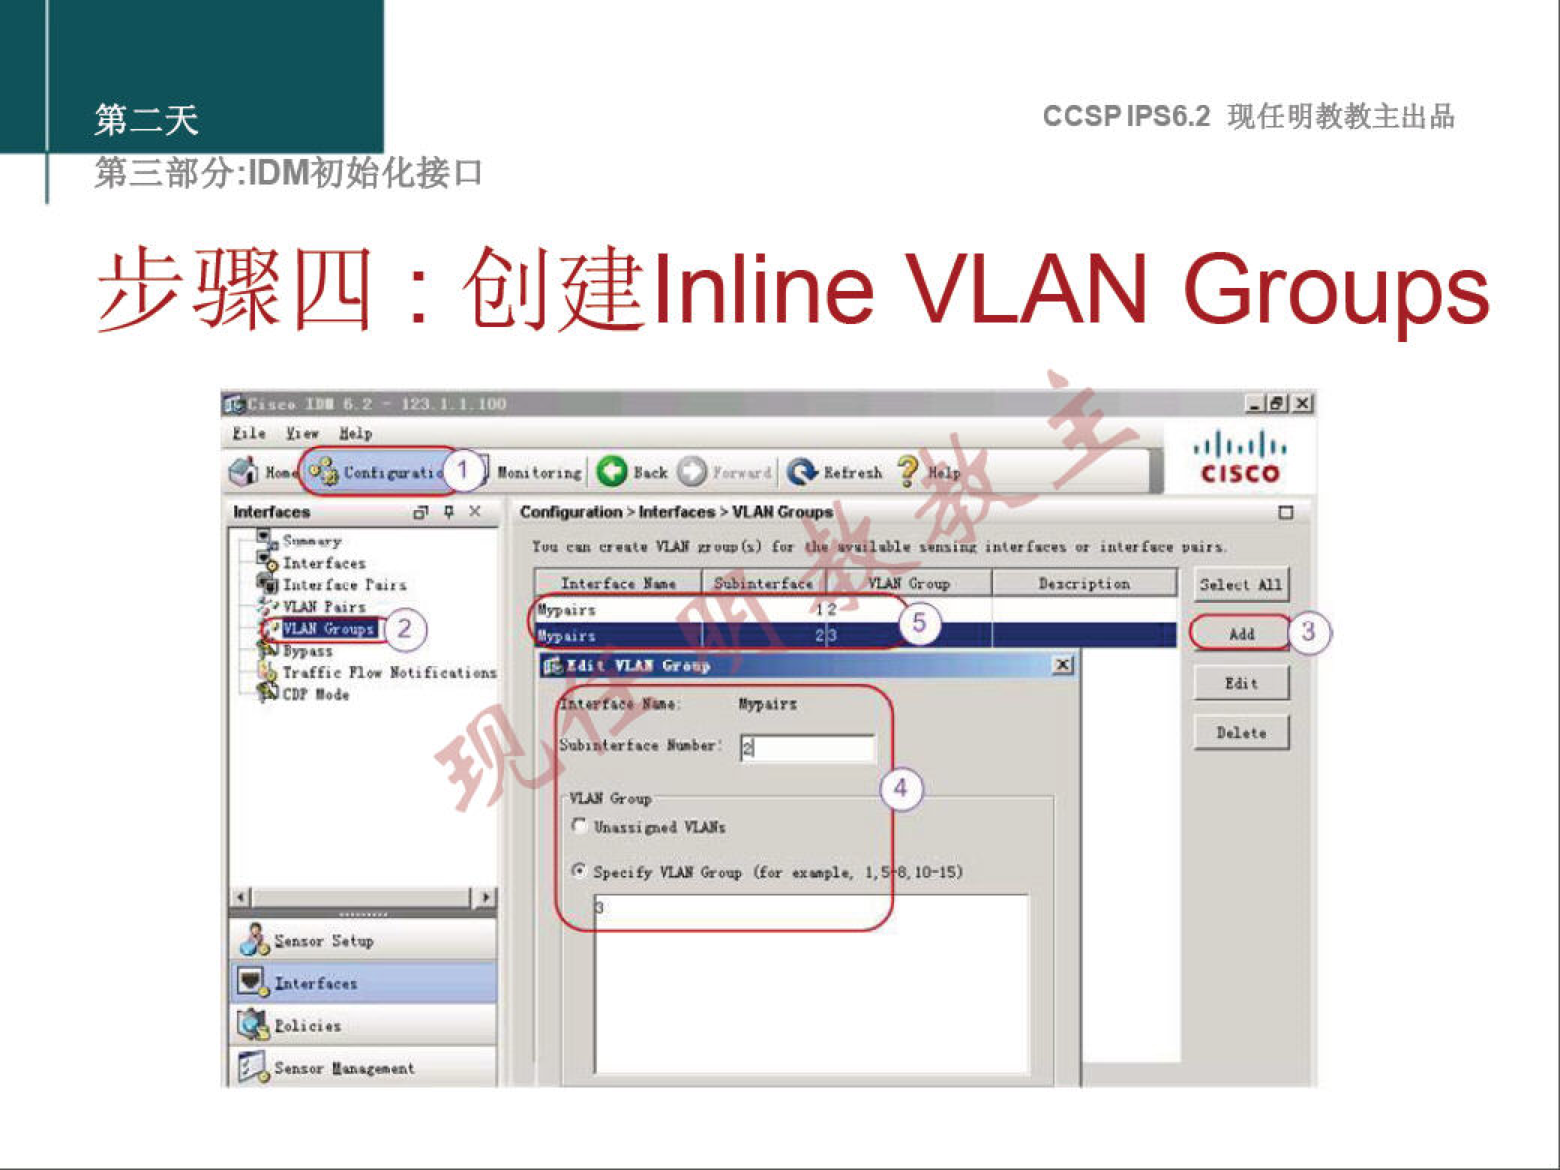 第二天
CCSP IPS6.2 现任明教教主出品
第三部分:IDM初始化接口
步骤四：创建Inline VLAN Groups
Cisco IDM 6.2 - 123.1.1.100
File View Help
Home Configuratio 1 Monitoring Back Forward Refresh Help
CISCO
Interfaces
Configuration > Interfaces > VLAN Groups
Summary
Interfaces
Interface Pairs
VLAN Pairs
VLAN Groups 2
Bypass
Traffic Flow Notifications
CDP Mode
You can create VLAN group(s) for the available sensing interfaces or interface pairs.
Interface Name Subinterface VLAN Group Description
Mypairs 1 2
Mypairs 2 3
5
Select All
Add 3
Edit
Delete
Edit VLAN Group
Interface Name: Mypairs
Subinterface Number: 2
4
VLAN Group
Unassigned VLANs
Specify VLAN Group (for example, 1,5-8,10-15)
3
Sensor Setup
Interfaces
Policies
Sensor Management
现任明教教主